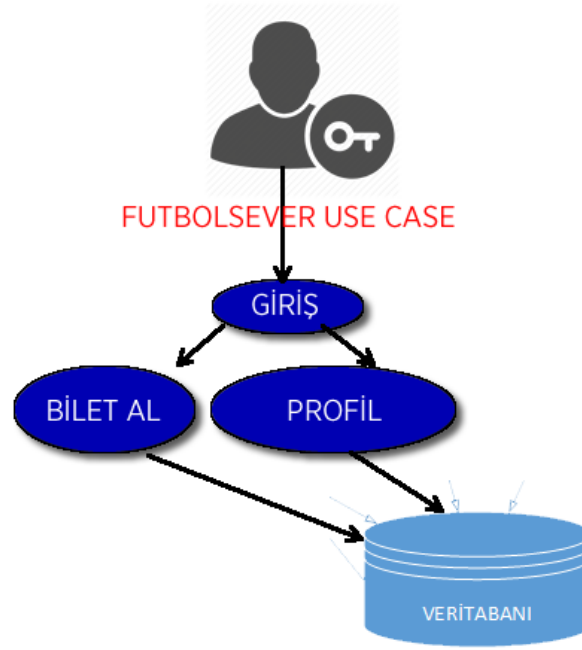 FUTBOLSEVER USE CASE
GİRİŞ
BİLET AL
PROFİL
VERİTABANI